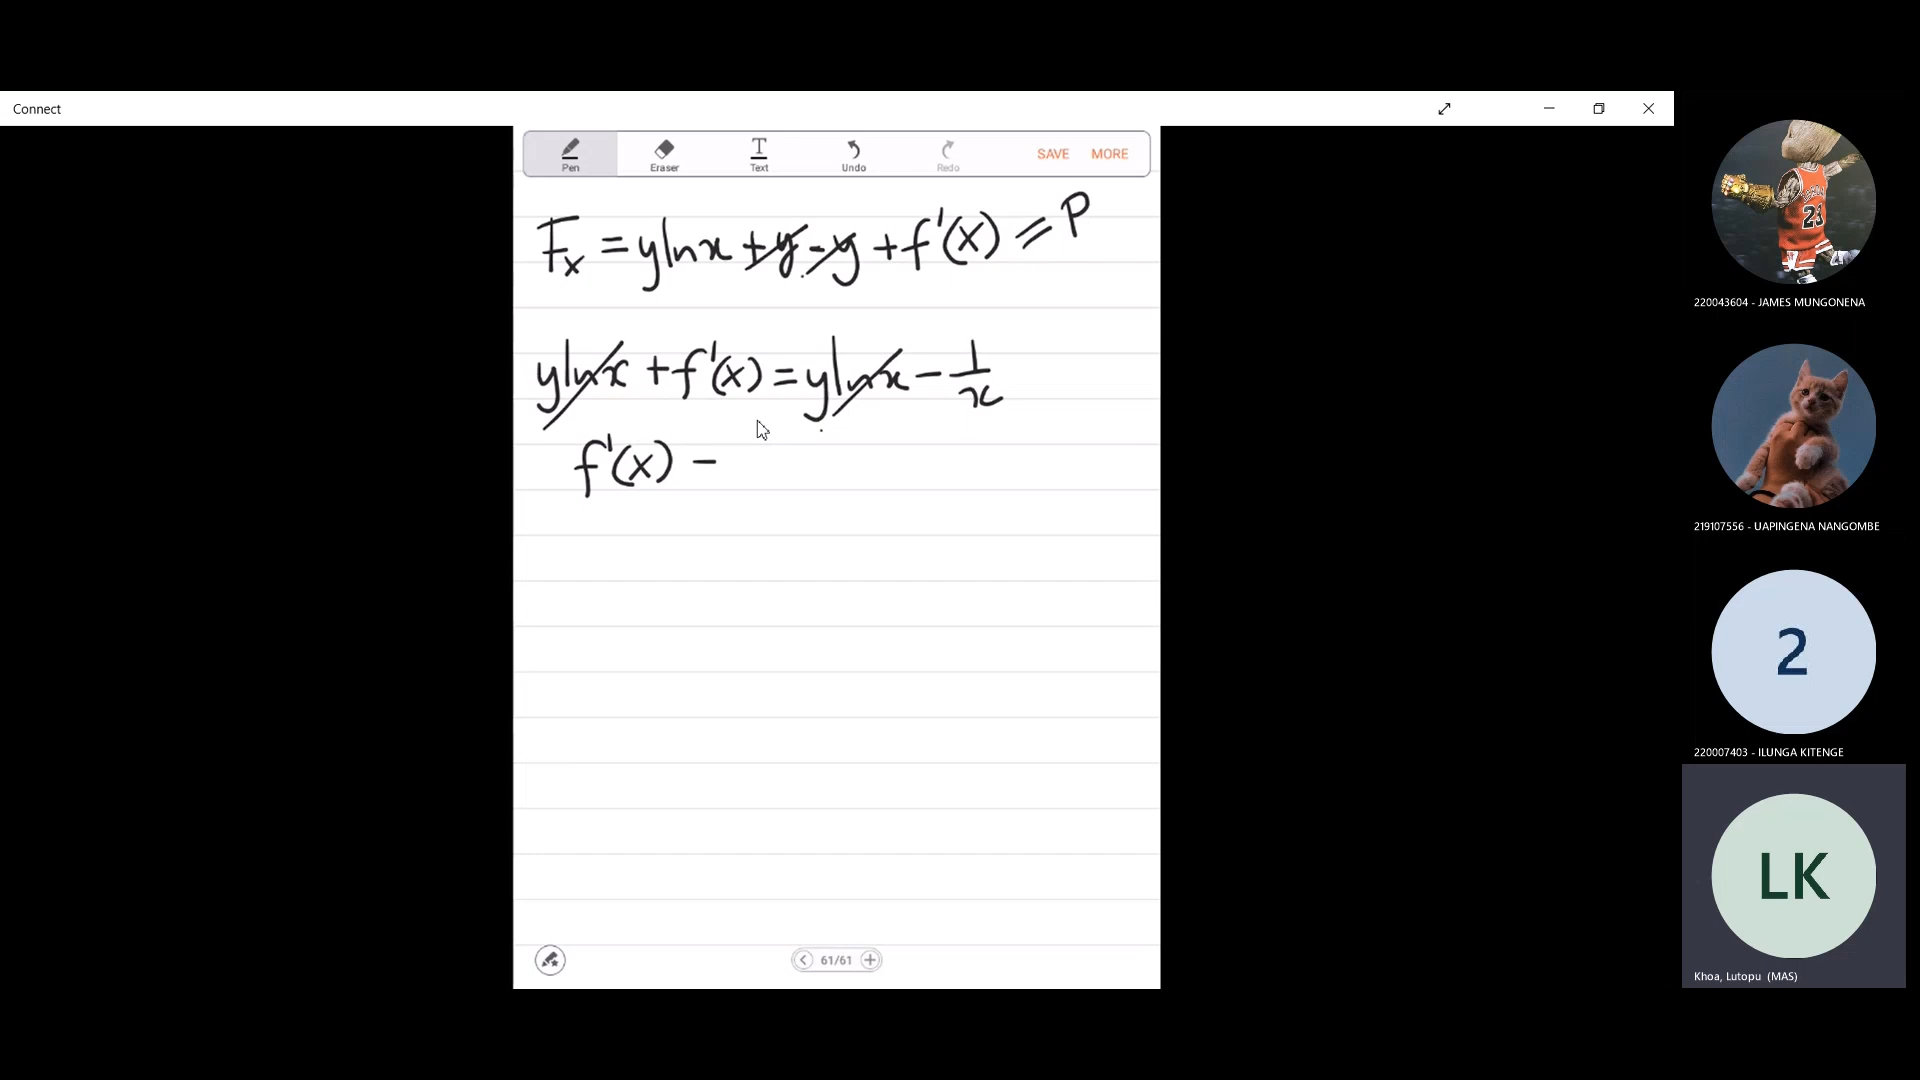 Connect
Pen Eraser Text Undo Redo SAVE MORE
Fx = ylnx + y - y + f'(x) = P
ylnx + f'(x) = ylnx - 1/x
f'(x) -
61/61
23
220043604 - JAMES MUNGONENA
219107556 - UAPINGENA NANGOMBE
2
220007403 - ILUNGA KITENGE
LK
Khoa, Lutopu (MAS)